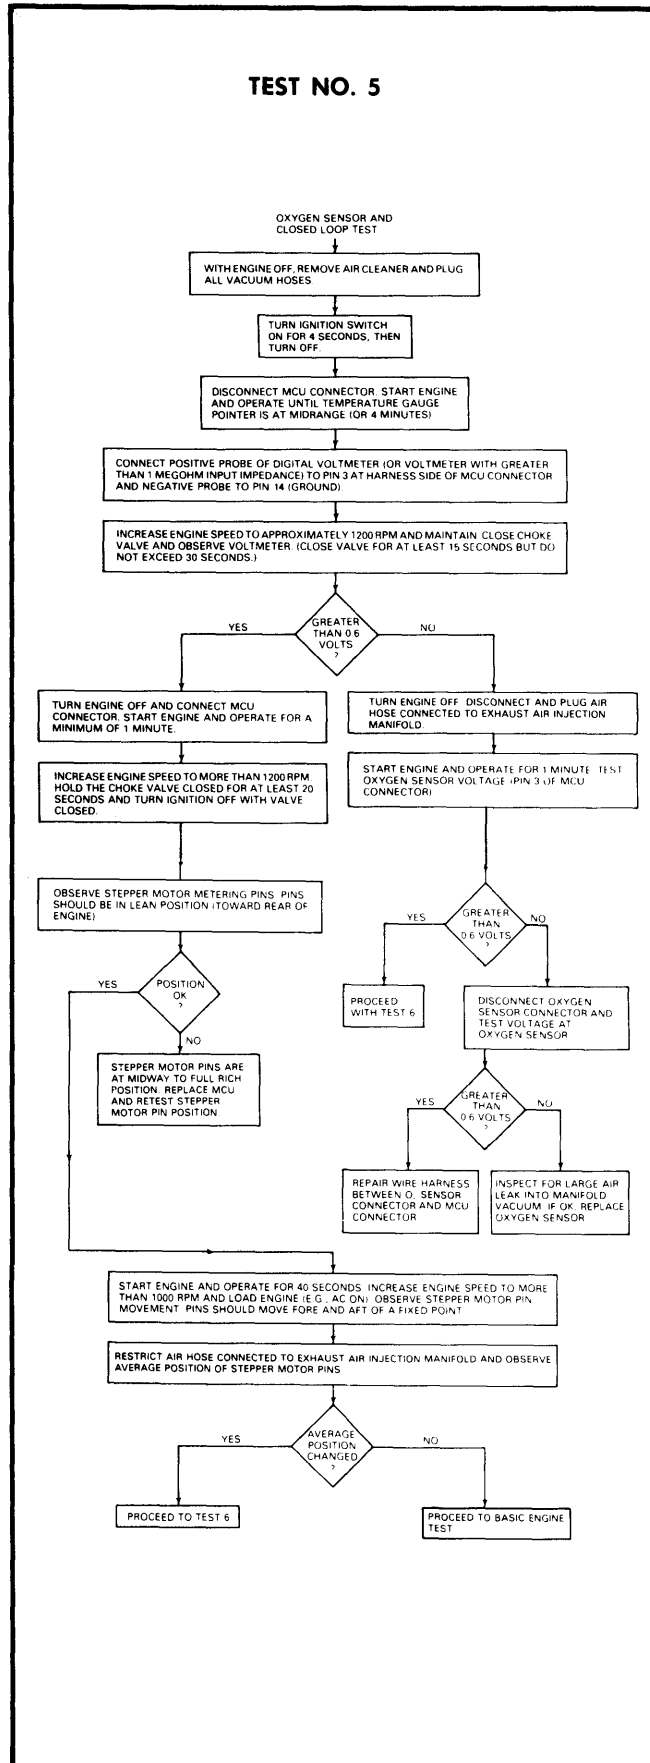 TEST NO. 5
OXYGEN SENSOR AND
CLOSED LOOP TEST
WITH ENGINE OFF, REMOVE AIR CLEANER AND PLUG
ALL VACUUM HOSES.
TURN IGNITION SWITCH
ON FOR 4 SECONDS, THEN
TURN OFF.
DISCONNECT MCU CONNECTOR. START ENGINE
AND OPERATE UNTIL TEMPERATURE GAUGE
POINTER IS AT MIDRANGE (OR 4 MINUTES)
CONNECT POSITIVE PROBE OF DIGITAL VOLTMETER (OR VOLTMETER WITH GREATER
THAN 1 MEGOHM INPUT IMPEDANCE) TO PIN 3 AT HARNESS SIDE OF MCU CONNECTOR
AND NEGATIVE PROBE TO PIN 14 (GROUND).
INCREASE ENGINE SPEED TO APPROXIMATELY 1200 RPM AND MAINTAIN. CLOSE CHOKE
VALVE AND OBSERVE VOLTMETER. (CLOSE VALVE FOR AT LEAST 15 SECONDS BUT DO
NOT EXCEED 30 SECONDS.)
GREATER
THAN 0.6
VOLTS
?
YES
NO
TURN ENGINE OFF AND CONNECT MCU
CONNECTOR. START ENGINE AND OPERATE FOR A
MINIMUM OF 1 MINUTE.
INCREASE ENGINE SPEED TO MORE THAN 1200 RPM.
HOLD THE CHOKE VALVE CLOSED FOR AT LEAST 20
SECONDS AND TURN IGNITION OFF WITH VALVE
CLOSED.
OBSERVE STEPPER MOTOR METERING PINS. PINS
SHOULD BE IN LEAN POSITION (TOWARD REAR OF
ENGINE)
POSITION
OK
?
YES
NO
STEPPER MOTOR PINS ARE
AT MIDWAY TO FULL RICH
POSITION. REPLACE MCU
AND RETEST STEPPER
MOTOR PIN POSITION.
TURN ENGINE OFF. DISCONNECT AND PLUG AIR
HOSE CONNECTED TO EXHAUST AIR INJECTION
MANIFOLD.
START ENGINE AND OPERATE FOR 1 MINUTE. TEST
OXYGEN SENSOR VOLTAGE (PIN 3 OF MCU
CONNECTOR)
GREATER
THAN
0.6 VOLTS
?
YES
NO
PROCEED
WITH TEST 6
DISCONNECT OXYGEN
SENSOR CONNECTOR AND
TEST VOLTAGE AT
OXYGEN SENSOR
GREATER
THAN
0.6 VOLTS
?
YES
NO
REPAIR WIRE HARNESS
BETWEEN O₂ SENSOR
CONNECTOR AND MCU
CONNECTOR
INSPECT FOR LARGE AIR
LEAK INTO MANIFOLD
VACUUM. IF OK, REPLACE
OXYGEN SENSOR
START ENGINE AND OPERATE FOR 40 SECONDS. INCREASE ENGINE SPEED TO MORE
THAN 1000 RPM AND LOAD ENGINE (E.G., AC ON). OBSERVE STEPPER MOTOR PIN
MOVEMENT. PINS SHOULD MOVE FORE AND AFT OF A FIXED POINT
RESTRICT AIR HOSE CONNECTED TO EXHAUST AIR INJECTION MANIFOLD AND OBSERVE
AVERAGE POSITION OF STEPPER MOTOR PINS
AVERAGE
POSITION
CHANGED
?
YES
NO
PROCEED TO TEST 6
PROCEED TO BASIC ENGINE
TEST